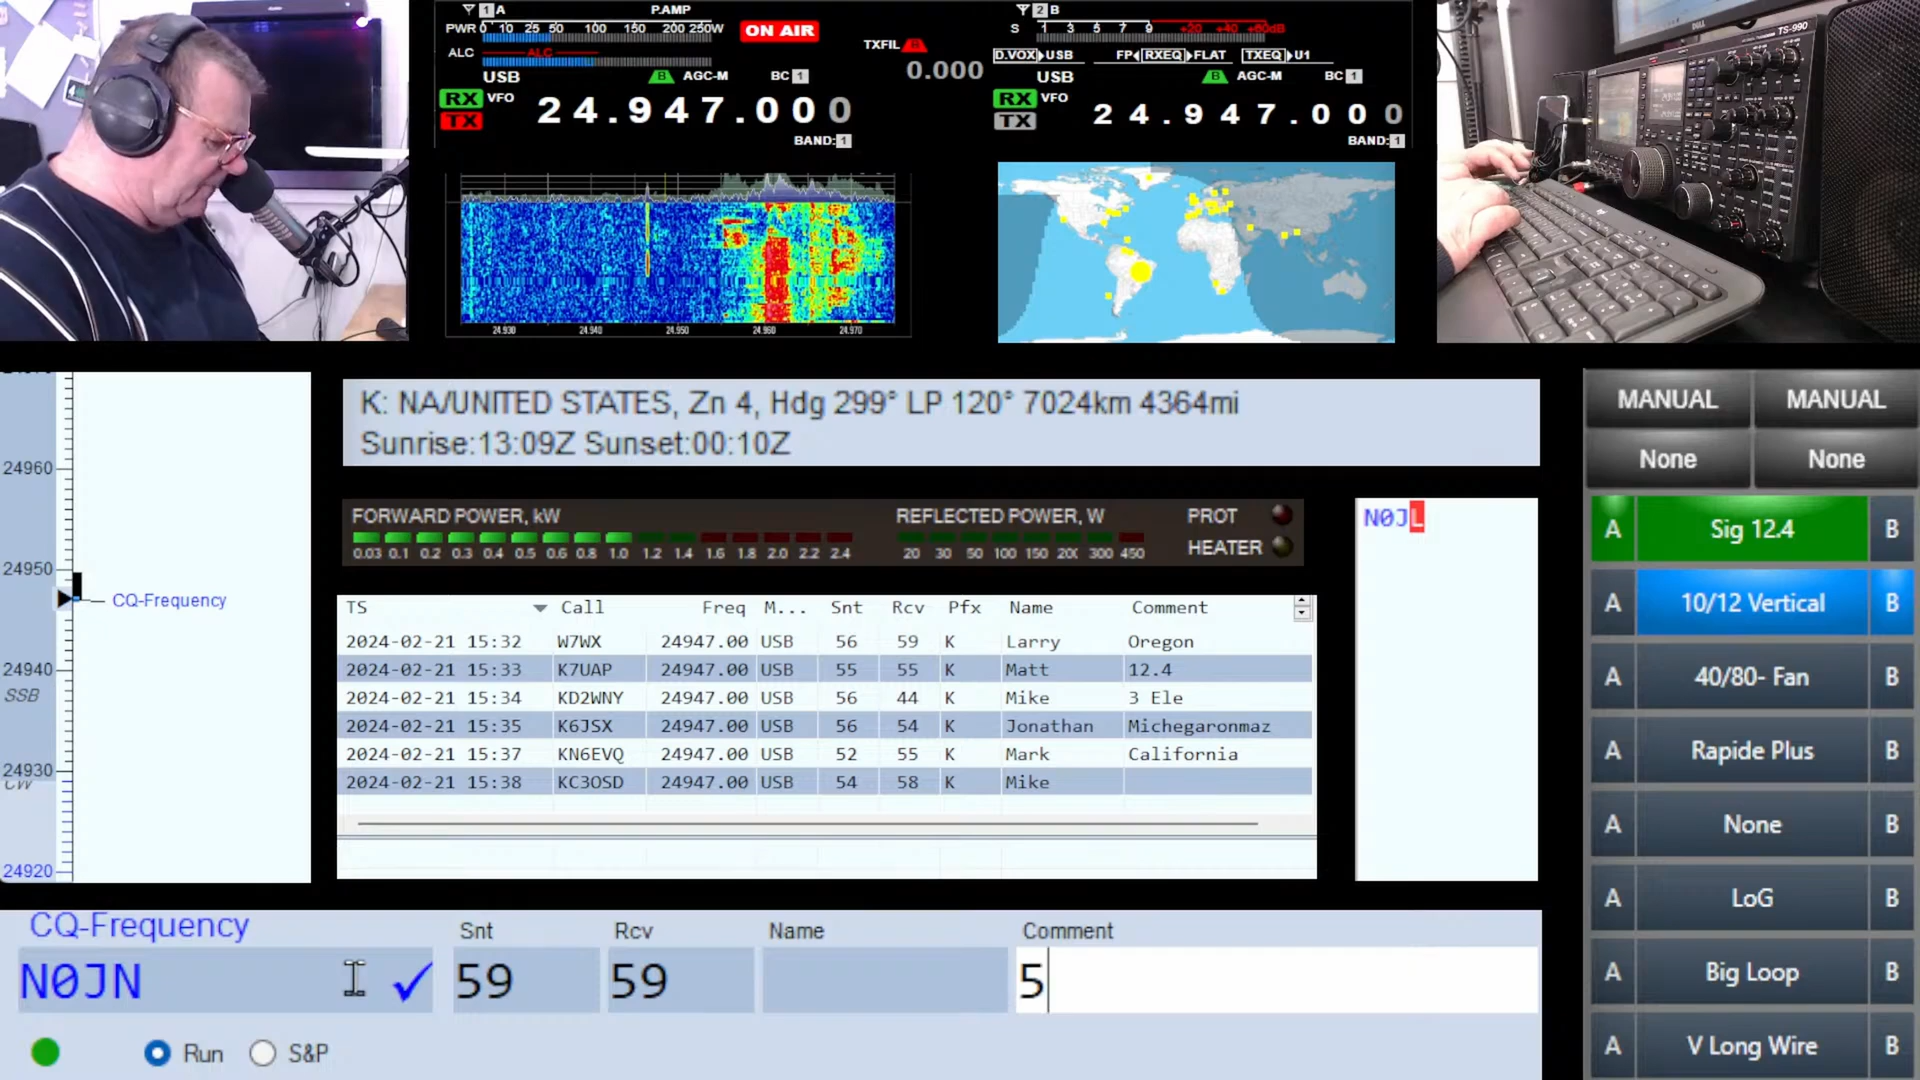 1 A P.AMP
PWR 0 10 25 50 100 150 200 250W
ALC ALC
ON AIR
TXFIL B
0.000
USB B AGC-M BC 1
RX VFO 24.947.000
TX
BAND:1
2 B
S 1 3 5 7 9 +20 +40 +60dB
D.VOX USB FP RXEQ FLAT TXEQ U1
USB B AGC-M BC 1
RX VFO 24.947.000
TX
BAND:1
TS-990
DELL
24.930 24.940 24.950 24.960 24.970
K: NA/UNITED STATES, Zn 4, Hdg 299° LP 120° 7024km 4364mi
Sunrise:13:09Z Sunset:00:10Z
24960
24950
CQ-Frequency
24940
SSB
24930
CW
24920
FORWARD POWER, kW
0.03 0.1 0.2 0.3 0.4 0.5 0.6 0.8 1.0 1.2 1.4 1.6 1.8 2.0 2.2 2.4
REFLECTED POWER, W
20 30 50 100 150 20X 300 450
PROT
HEATER
N0JL
TS Call Freq M... Snt Rcv Pfx Name Comment
2024-02-21 15:32 W7WX 24947.00 USB 56 59 K Larry Oregon
2024-02-21 15:33 K7UAP 24947.00 USB 55 55 K Matt 12.4
2024-02-21 15:34 KD2WNY 24947.00 USB 56 44 K Mike 3 Ele
2024-02-21 15:35 K6JSX 24947.00 USB 56 54 K Jonathan Michegaronmaz
2024-02-21 15:37 KN6EVQ 24947.00 USB 52 55 K Mark California
2024-02-21 15:38 KC3OSD 24947.00 USB 54 58 K Mike
MANUAL MANUAL
None None
A Sig 12.4 B
A 10/12 Vertical B
A 40/80- Fan B
A Rapide Plus B
A None B
A LoG B
A Big Loop B
A V Long Wire B
CQ-Frequency Snt Rcv Name Comment
N0JN 59 59 5
Run S&P